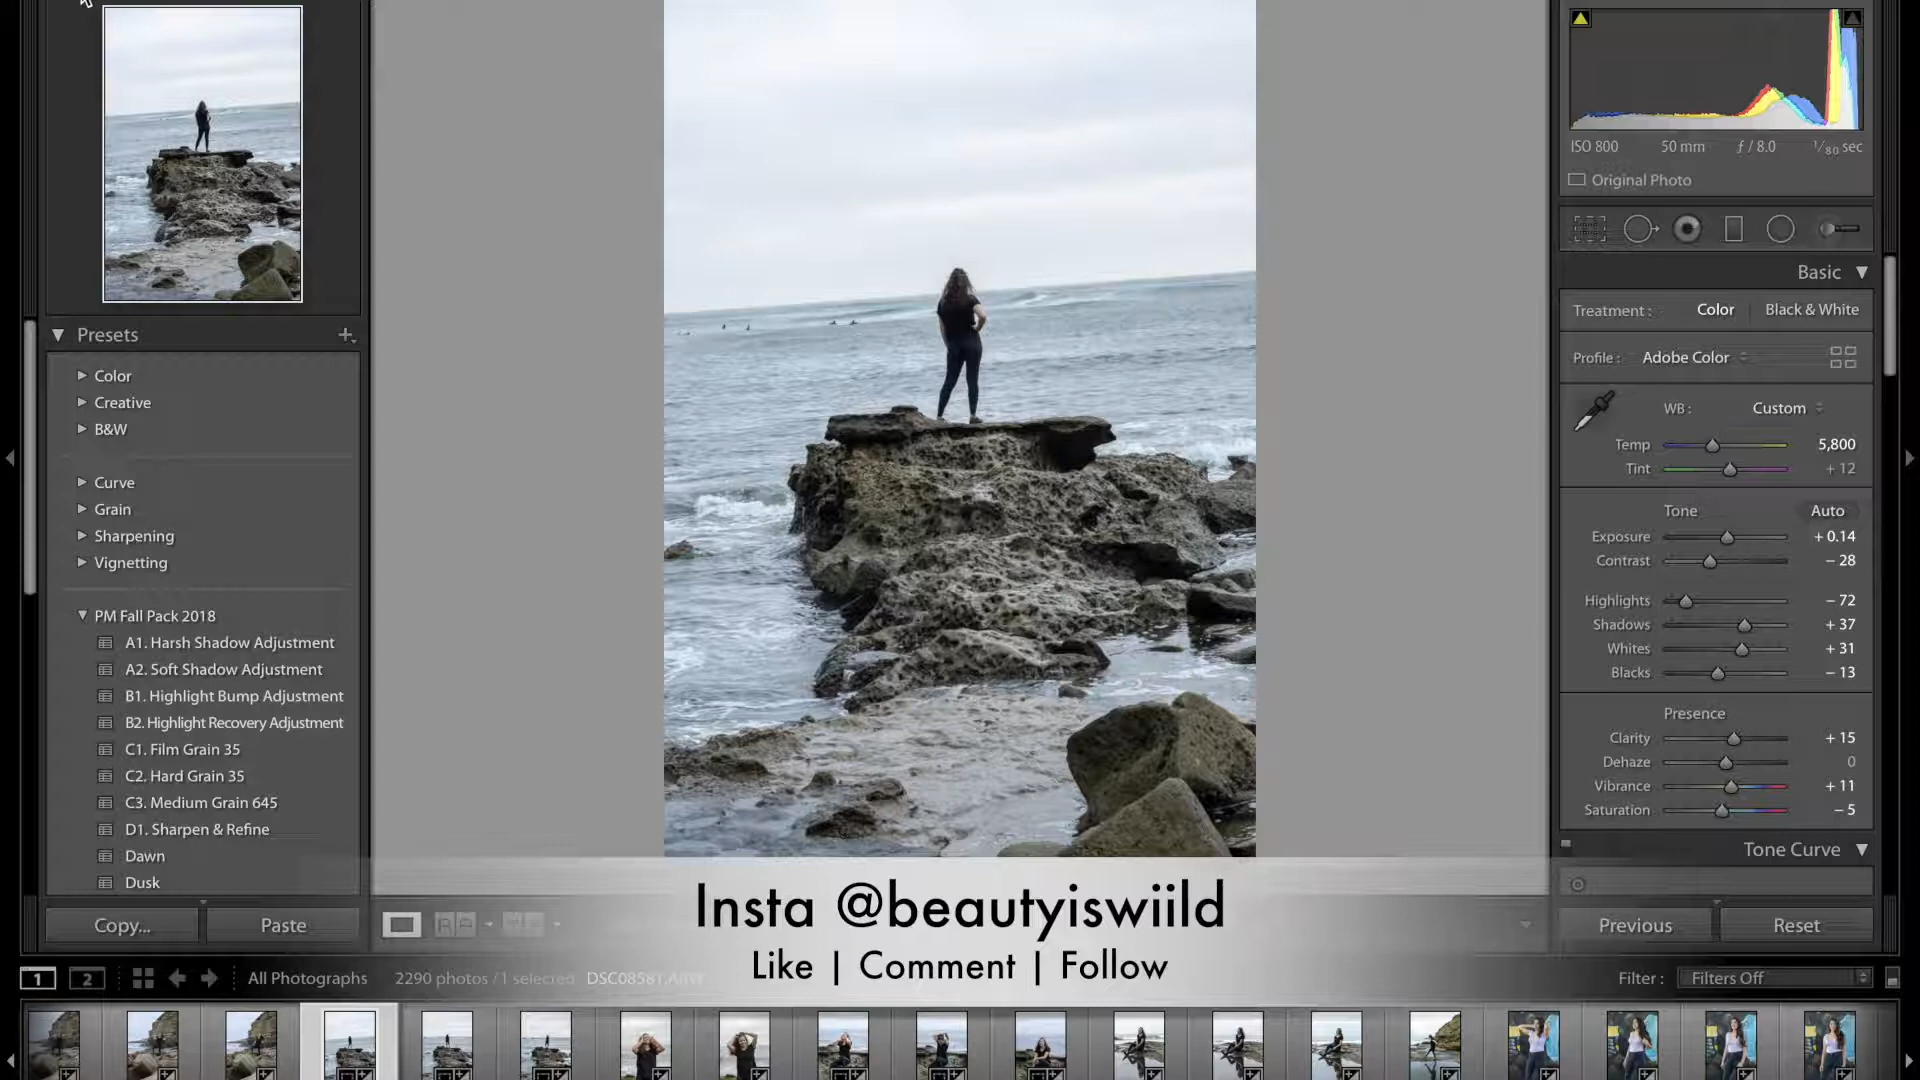 Presets
Color
Creative
B&W
Curve
Grain
Sharpening
Vignetting
PM Fall Pack 2018
A1. Harsh Shadow Adjustment
A2. Soft Shadow Adjustment
B1. Highlight Bump Adjustment
B2. Highlight Recovery Adjustment
C1. Film Grain 35
C2. Hard Grain 35
C3. Medium Grain 645
D1. Sharpen & Refine
Dawn
Dusk
Copy... Paste
ISO 800 50 mm ƒ / 8.0 1/80 sec
Original Photo
Basic
Treatment : Color Black & White
Profile : Adobe Color
WB : Custom
Temp 5,800
Tint + 12
Tone Auto
Exposure + 0.14
Contrast – 28
Highlights – 72
Shadows + 37
Whites + 31
Blacks – 13
Presence
Clarity + 15
Dehaze 0
Vibrance + 11
Saturation – 5
Tone Curve
Previous Reset
Insta @beautyiswiild
Like | Comment | Follow
1 2 All Photographs 2290 photos / 1 selected DSC08581.ARW
Filter : Filters Off